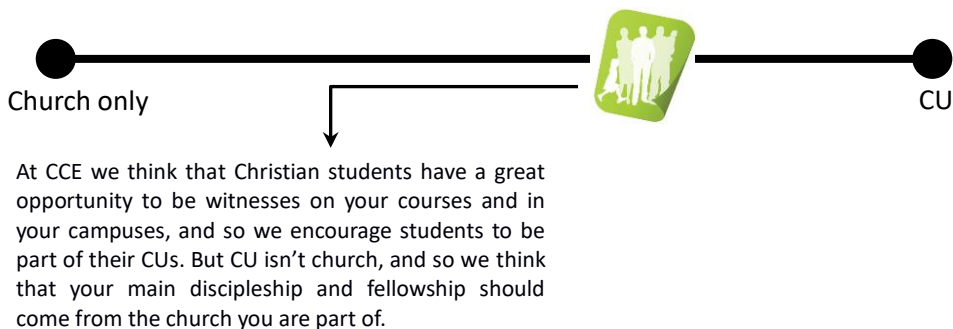 Church only
CU
At CCE we think that Christian students have a great
opportunity to be witnesses on your courses and in
your campuses, and so we encourage students to be
part of their CUs. But CU isn’t church, and so we think
that your main discipleship and fellowship should
come from the church you are part of.